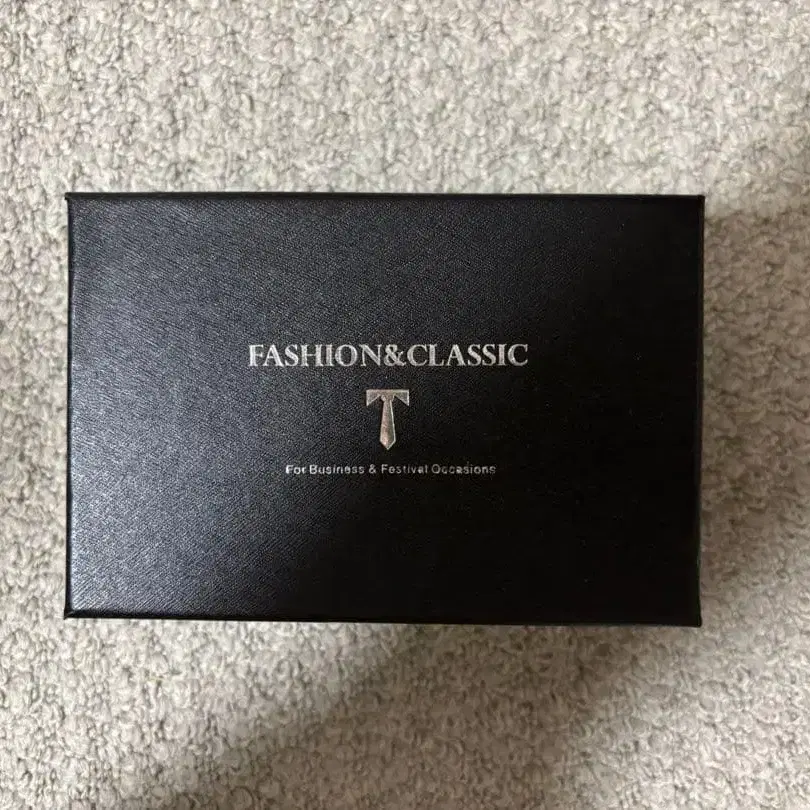 FASHION&CLASSIC
For Business & Festival Occasions